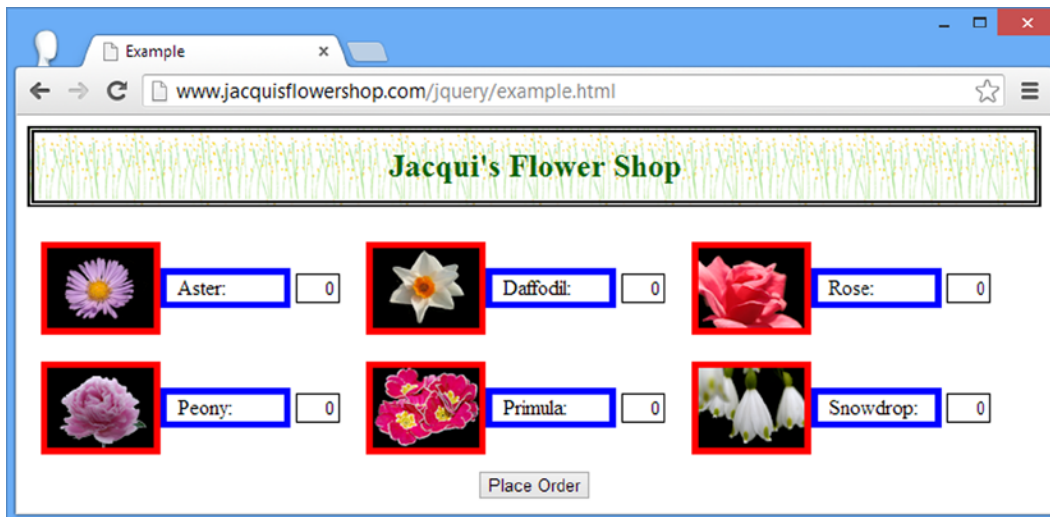 Example
www.jacquisflowershop.com/jquery/example.html
Jacqui's Flower Shop
Aster: 0 Daffodil: 0 Rose: 0
Peony: 0 Primula: 0 Snowdrop: 0
Place Order